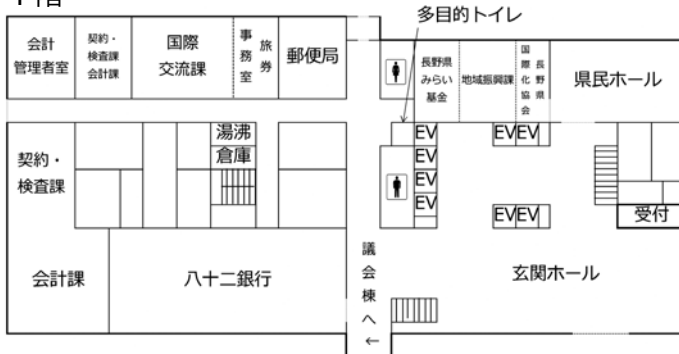 1階
多目的トイレ
会計
管理者室
契約・
検査課
会計課
国際
交流課
旅券
事務室
郵便局
長野県
みらい
基金
地域振興課
長野県
国際化協会
県民ホール
湯沸
倉庫
EV
EV
EV
EV
EV
EV
EV
EV
契約・
検査課
受付
会計課
八十二銀行
議会棟へ
←
玄関ホール